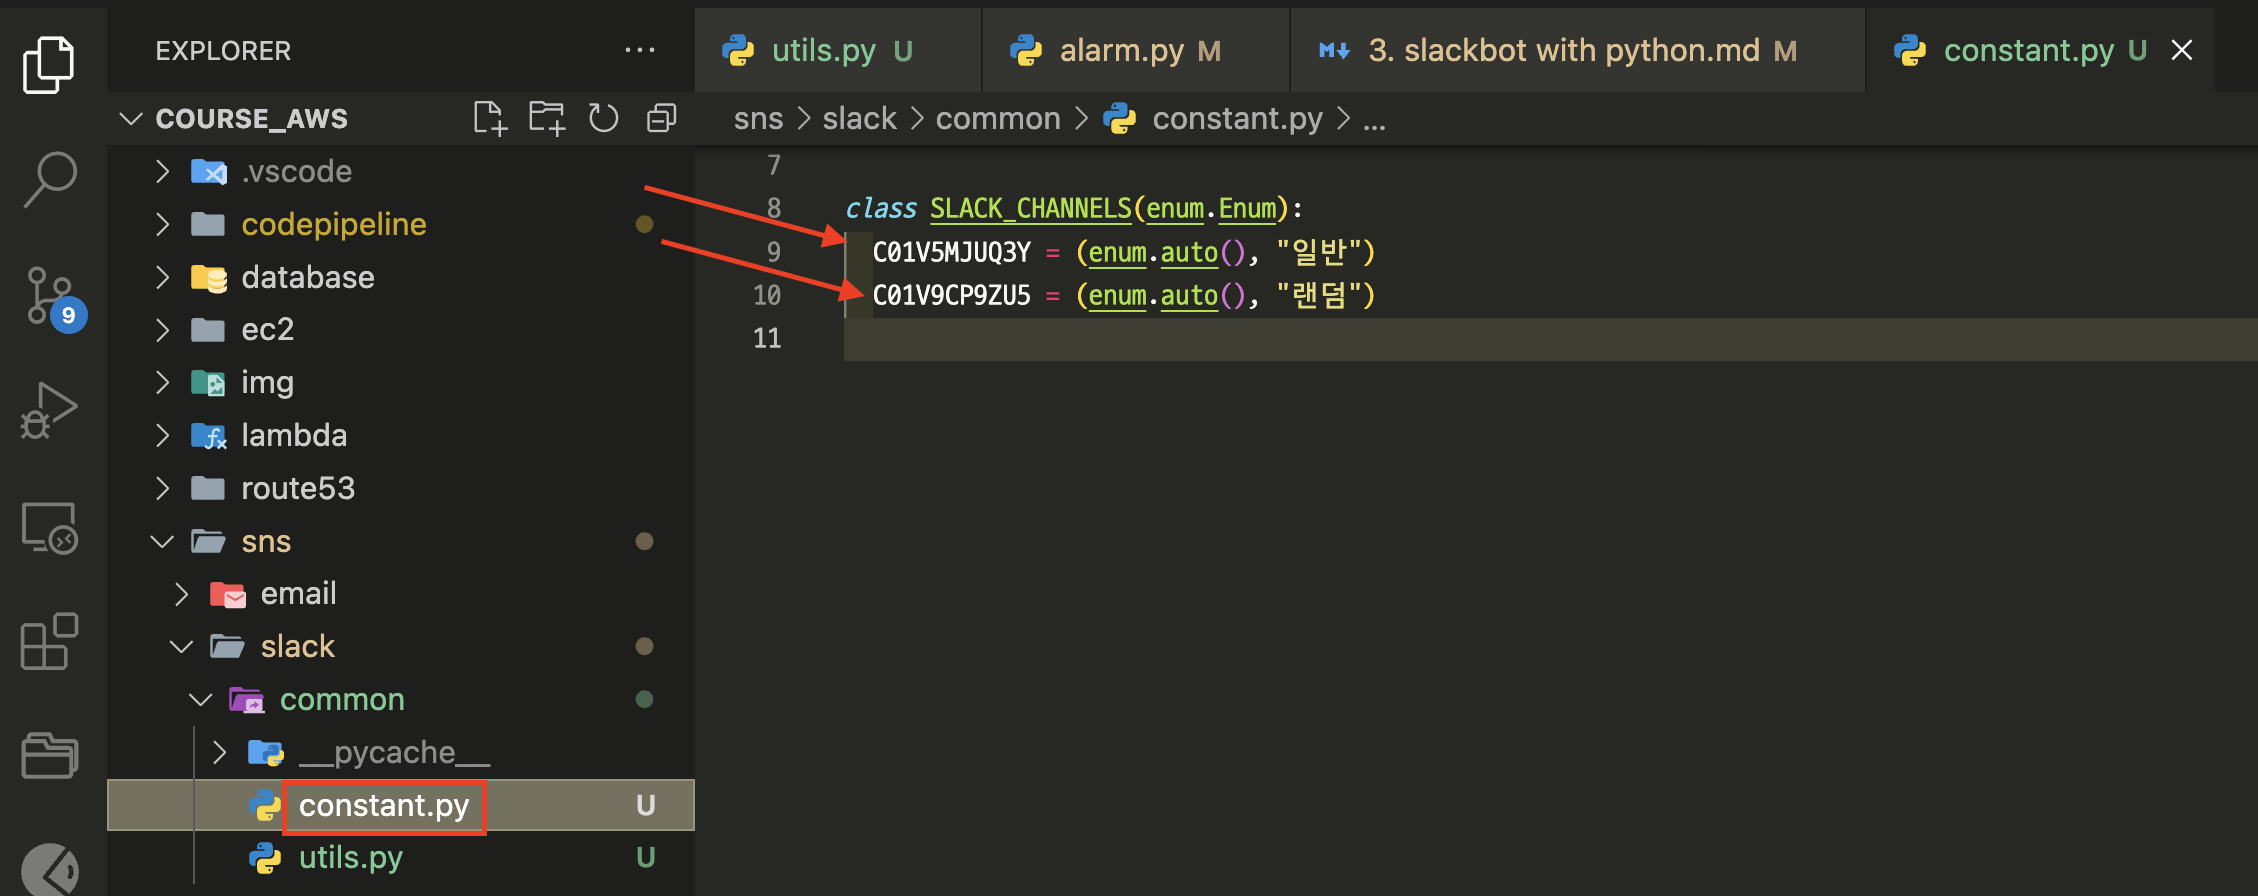 EXPLORER
COURSE_AWS
.vscode
codepipeline
database
ec2
img
lambda
route53
sns
email
slack
common
__pycache__
constant.py U
utils.py U
9
utils.py U
alarm.py M
3. slackbot with python.md M
constant.py U
sns > slack > common > constant.py > ...
7
8 class SLACK_CHANNELS(enum.Enum):
9 C01V5MJUQ3Y = (enum.auto(), "일반")
10 C01V9CP9ZU5 = (enum.auto(), "랜덤")
11